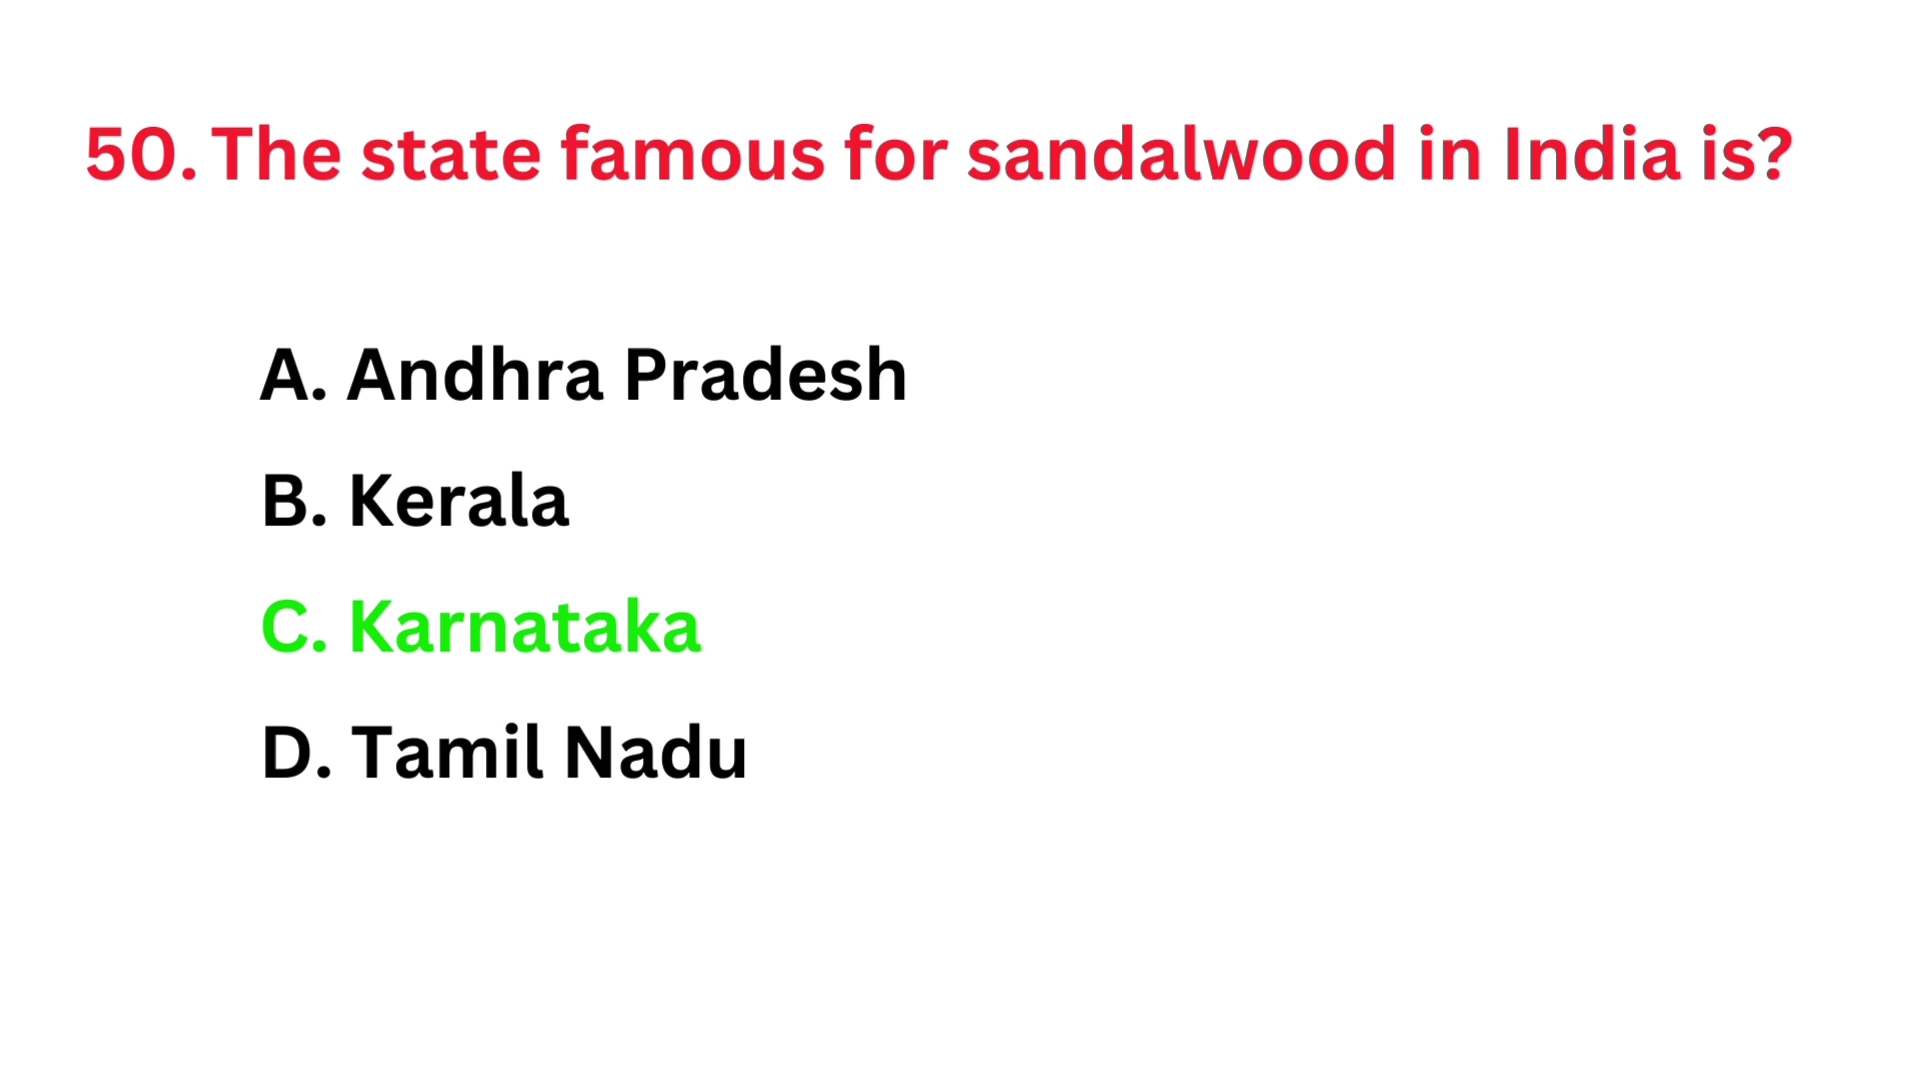 50. The state famous for sandalwood in India is?
A. Andhra Pradesh
B. Kerala
C. Karnataka
D. Tamil Nadu